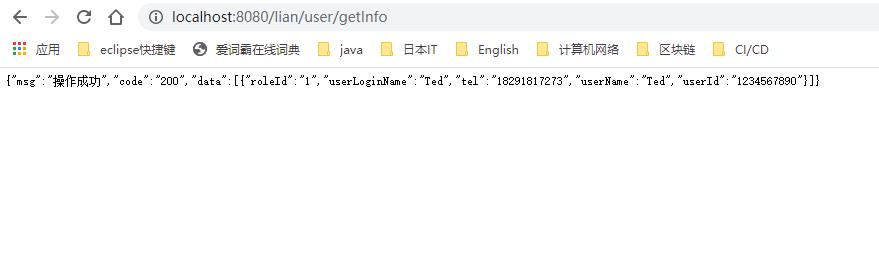 localhost:8080/lian/user/getInfo
应用 eclipse快捷键 爱词霸在线词典 java 日本IT English 计算机网络 区块链 CI/CD
{"msg":"操作成功","code":"200","data":[{"roleId":"1","userLoginName":"Ted","tel":"18291817273","userName":"Ted","userId":"1234567890"}]}